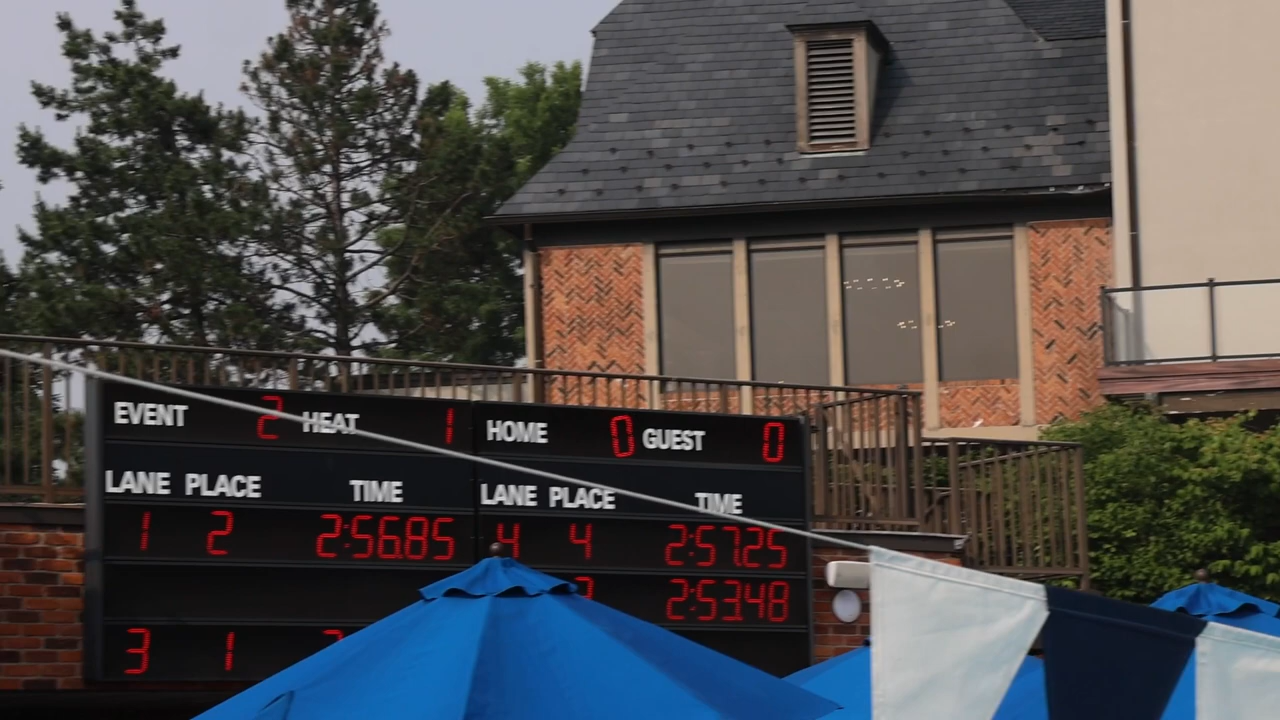 EVENT 2 HEAT 1 HOME 0 GUEST 0
LANE PLACE TIME LANE PLACE TIME
1 2 2:56.85 4 4 2:57.25
2:53.48
3 1